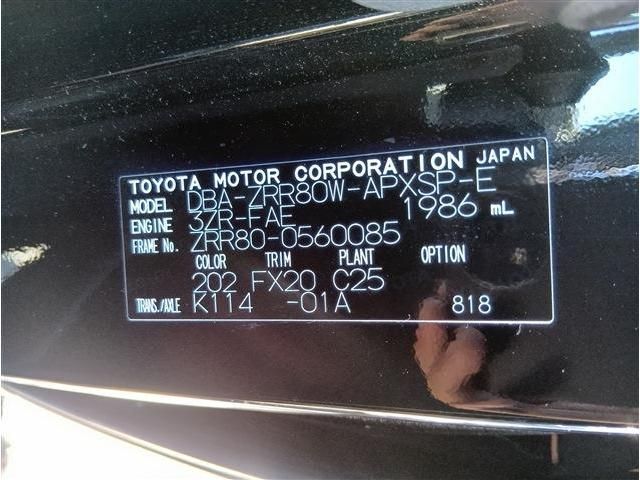 TOYOTA MOTOR CORPORATION JAPAN
MODEL DBA-ZRR80W-APXSP-E
ENGINE 3ZR-FAE 1986 mL
FRAME No. ZRR80-0560085
COLOR TRIM PLANT OPTION
202 FX20 C25
TRANS./AXLE K114 -01A 818